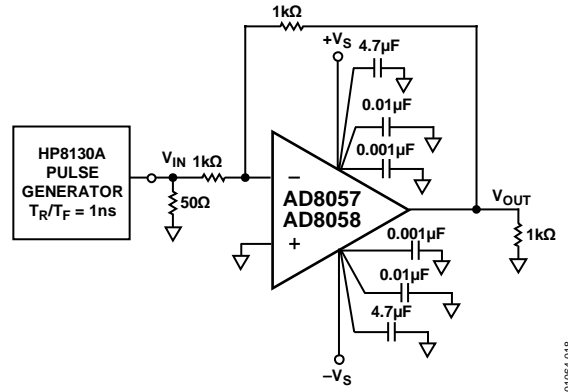 1kΩ
+VS
4.7µF
0.01µF
0.001µF
HP8130A
PULSE
GENERATOR
TR/TF = 1ns
VIN
1kΩ
50Ω
−
+
AD8057
AD8058
VOUT
1kΩ
0.001µF
0.01µF
4.7µF
−VS
01064-018